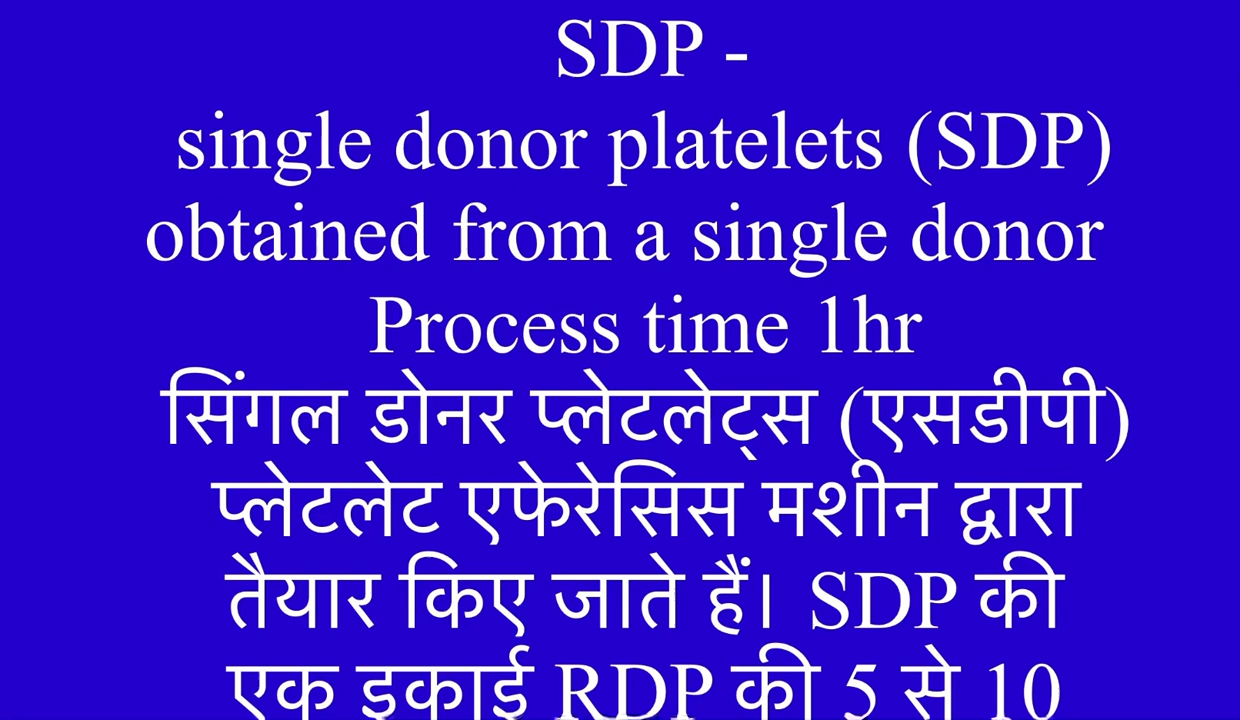 SDP -
single donor platelets (SDP)
obtained from a single donor
Process time 1hr
सिंगल डोनर प्लेटलेट्स (एसडीपी)
प्लेटलेट एफेरेसिस मशीन द्वारा
तैयार किए जाते हैं। SDP की
एक इकाई RDP की 5 से 10